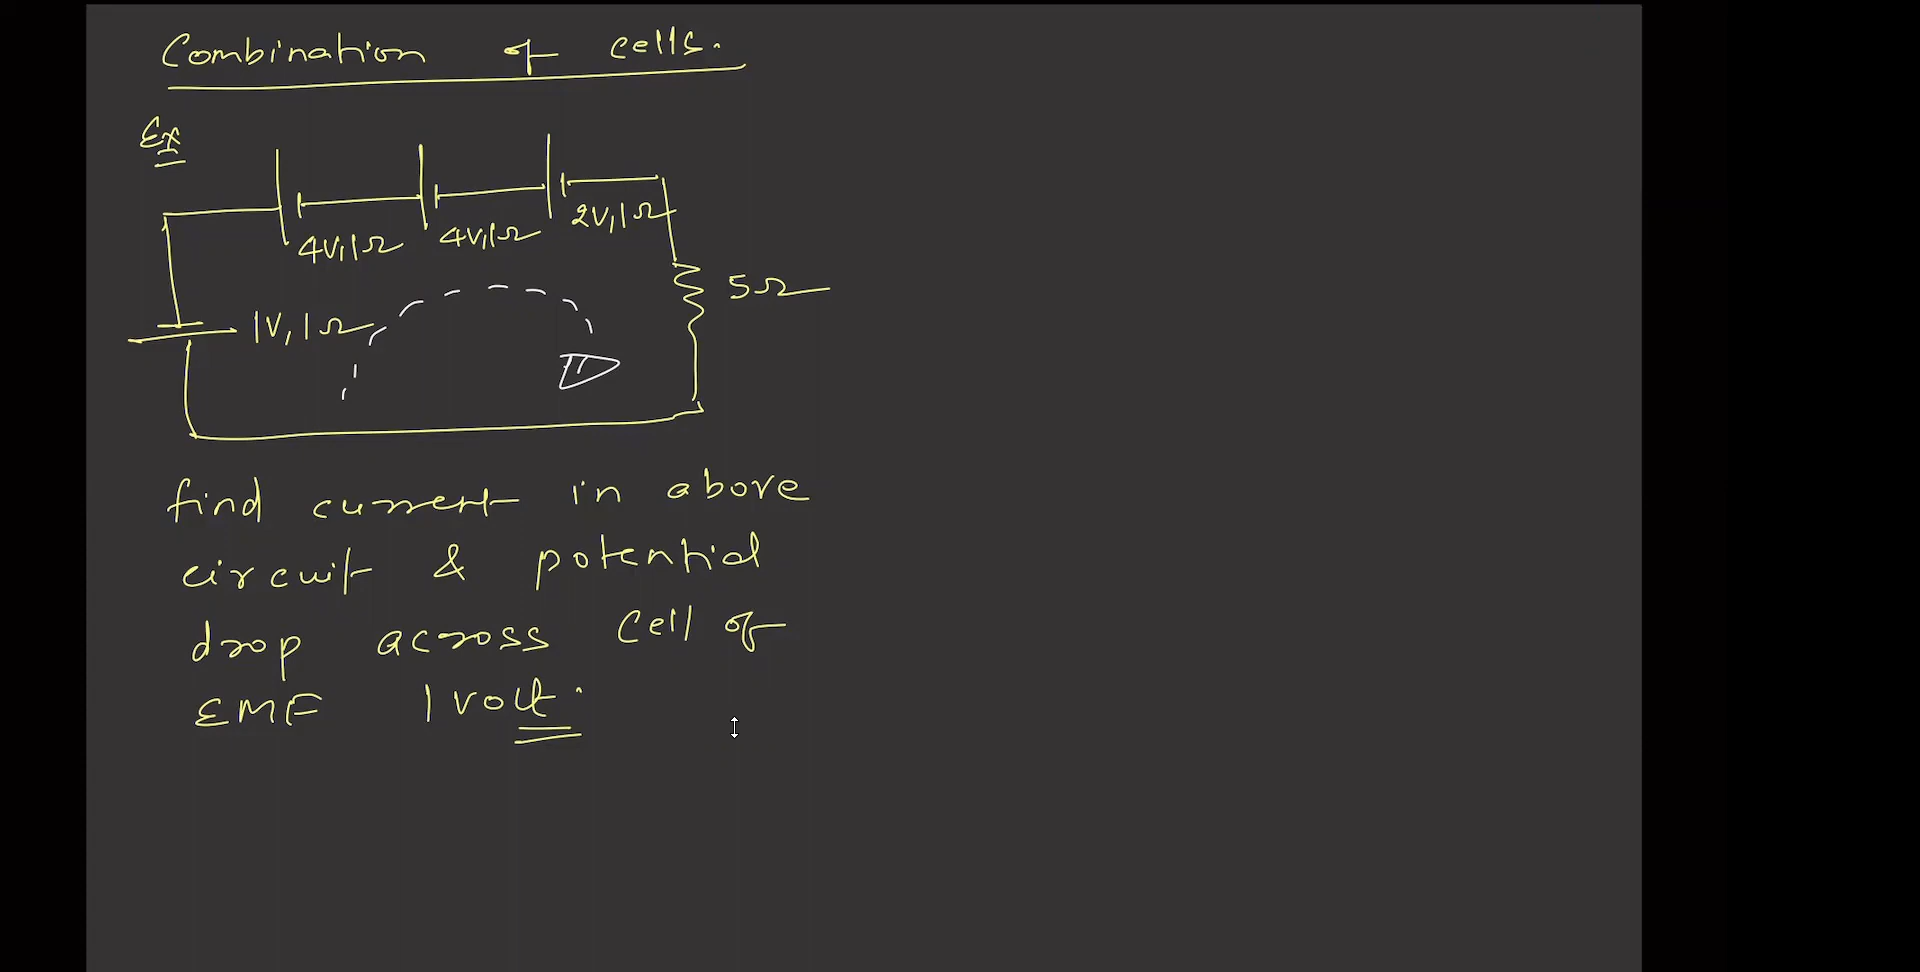 Combination of cells.
Ex
4V,1Ω 4V,1Ω 2V,1Ω
5Ω
1V,1Ω
find current in above
circuit & potential
drop across cell of
EMF 1 volt.